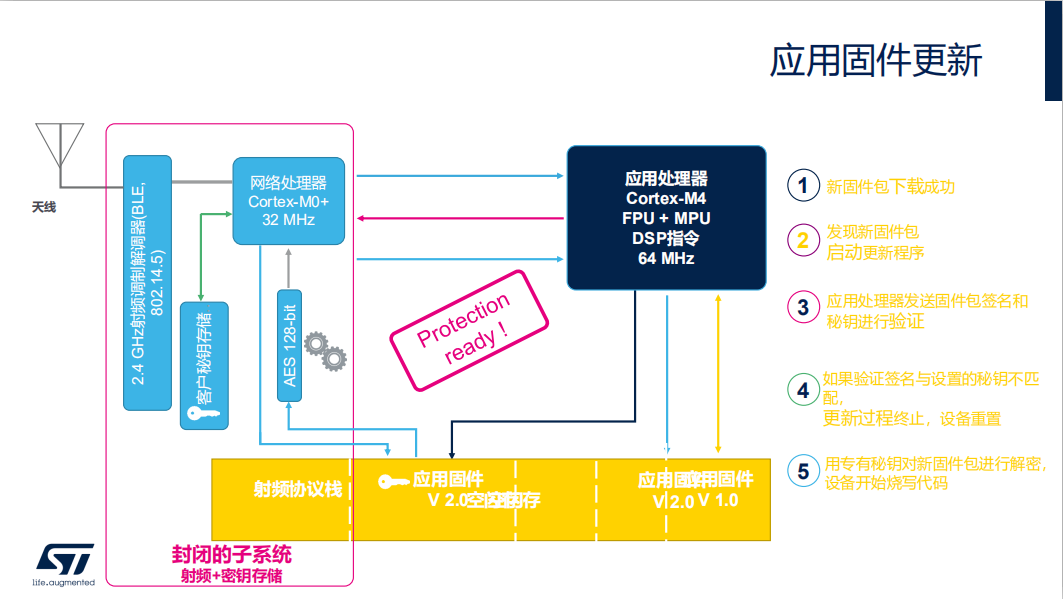 应用固件更新
天线
2.4 GHz射频调制解调器(BLE,
802.14.5)
网络处理器
Cortex-M0+
32 MHz
客户秘钥存储
AES 128-bit
Protection
ready !
应用处理器
Cortex-M4
FPU + MPU
DSP指令
64 MHz
1
新固件包下载成功
2
发现新固件包
启动更新程序
3
应用处理器发送固件包签名和
秘钥进行验证
4
如果验证签名与设置的秘钥不匹
配，
更新过程终止，设备重置
5
用专有秘钥对新固件包进行解密，
设备开始烧写代码
射频协议栈
应用固件
V 2.0
应用固件
V 2.0
应用固件
V 1.0
封闭的子系统
射频+密钥存储
ST
life.augmented